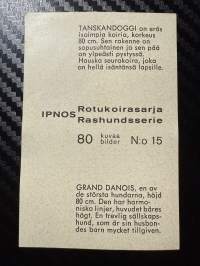 TANSKANDOGGI on eräs
isoimpia koiria, korkeus
80 cm. Sen rakenne on
sopusuhtainen ja sen pää
on ylpeästi pystyssä.
Hauska seurakoira, joka
on hellä isäntänsä lapsille.
IPNOS Rotukoirasarja
Rashundsserie
80 kuvaa bilder N:o 15
GRAND DANOIS, en av
de största hundarna, höjd
80 cm. Den har harmo-
niska linjer, huvudet bäres
högt. En trevlig sällskaps-
hund, som är sin husbon-
des barn mycket tillgiven.